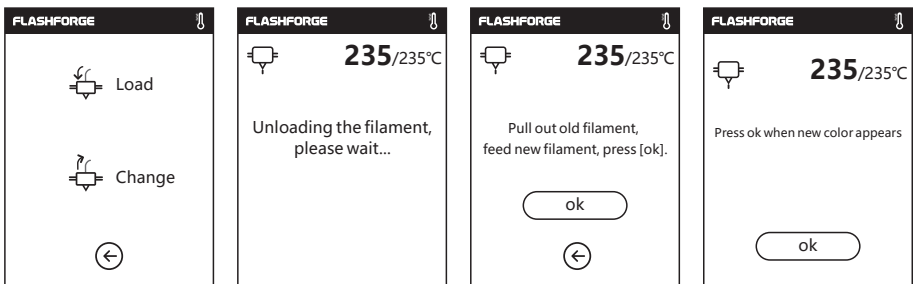 FLASHFORGE
Load
Change
FLASHFORGE
235/235℃
Unloading the filament,
please wait...
FLASHFORGE
235/235℃
Pull out old filament,
feed new filament, press [ok].
ok
FLASHFORGE
235/235℃
Press ok when new color appears
ok